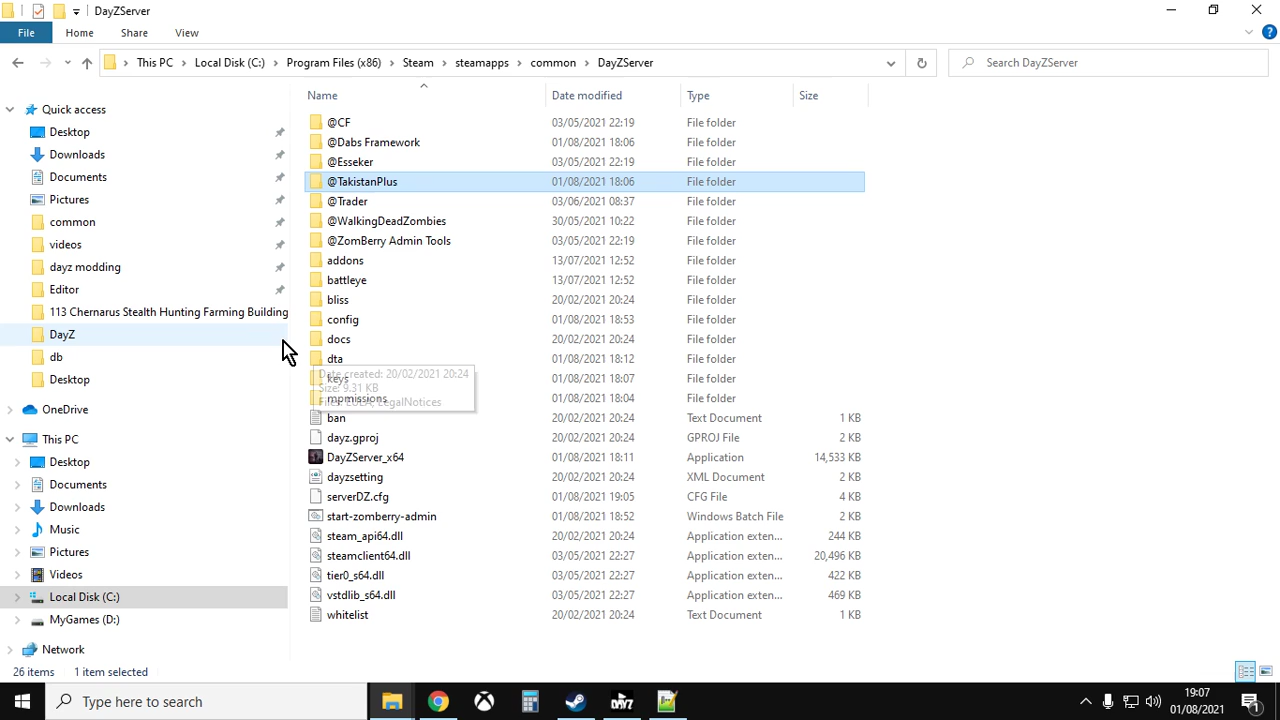 DayZServer
File Home Share View
This PC Local Disk (C:) Program Files (x86) Steam steamapps common DayZServer
Search DayZServer
Name Date modified Type Size
Quick access
Desktop
Downloads
Documents
Pictures
common
videos
dayz modding
Editor
113 Chernarus Stealth Hunting Farming Building
DayZ
db
Desktop
OneDrive
This PC
Desktop
Documents
Downloads
Music
Pictures
Videos
Local Disk (C:)
MyGames (D:)
Network
@CF 03/05/2021 22:19 File folder
@Dabs Framework 01/08/2021 18:06 File folder
@Esseker 03/05/2021 22:19 File folder
@TakistanPlus 01/08/2021 18:06 File folder
@Trader 03/06/2021 08:37 File folder
@WalkingDeadZombies 30/05/2021 10:22 File folder
@ZomBerry Admin Tools 03/05/2021 22:19 File folder
addons 13/07/2021 12:52 File folder
battleye 13/07/2021 12:52 File folder
bliss 20/02/2021 20:24 File folder
config 01/08/2021 18:53 File folder
docs 20/02/2021 20:24 File folder
dta 01/08/2021 18:12 File folder
keys 01/08/2021 18:07 File folder
mpmissions 01/08/2021 18:04 File folder
Date created: 20/02/2021 20:24
Size: 9.31 KB
Files: EULA, LegalNotices
ban 20/02/2021 20:24 Text Document 1 KB
dayz.gproj 20/02/2021 20:24 GPROJ File 2 KB
DayZServer_x64 01/08/2021 18:11 Application 14,533 KB
dayzsetting 20/02/2021 20:24 XML Document 2 KB
serverDZ.cfg 01/08/2021 19:05 CFG File 4 KB
start-zomberry-admin 01/08/2021 18:52 Windows Batch File 2 KB
steam_api64.dll 20/02/2021 20:24 Application exten... 244 KB
steamclient64.dll 03/05/2021 22:27 Application exten... 20,496 KB
tier0_s64.dll 03/05/2021 22:27 Application exten... 422 KB
vstdlib_s64.dll 03/05/2021 22:27 Application exten... 469 KB
whitelist 20/02/2021 20:24 Text Document 1 KB
26 items 1 item selected
Type here to search
19:07
01/08/2021
1